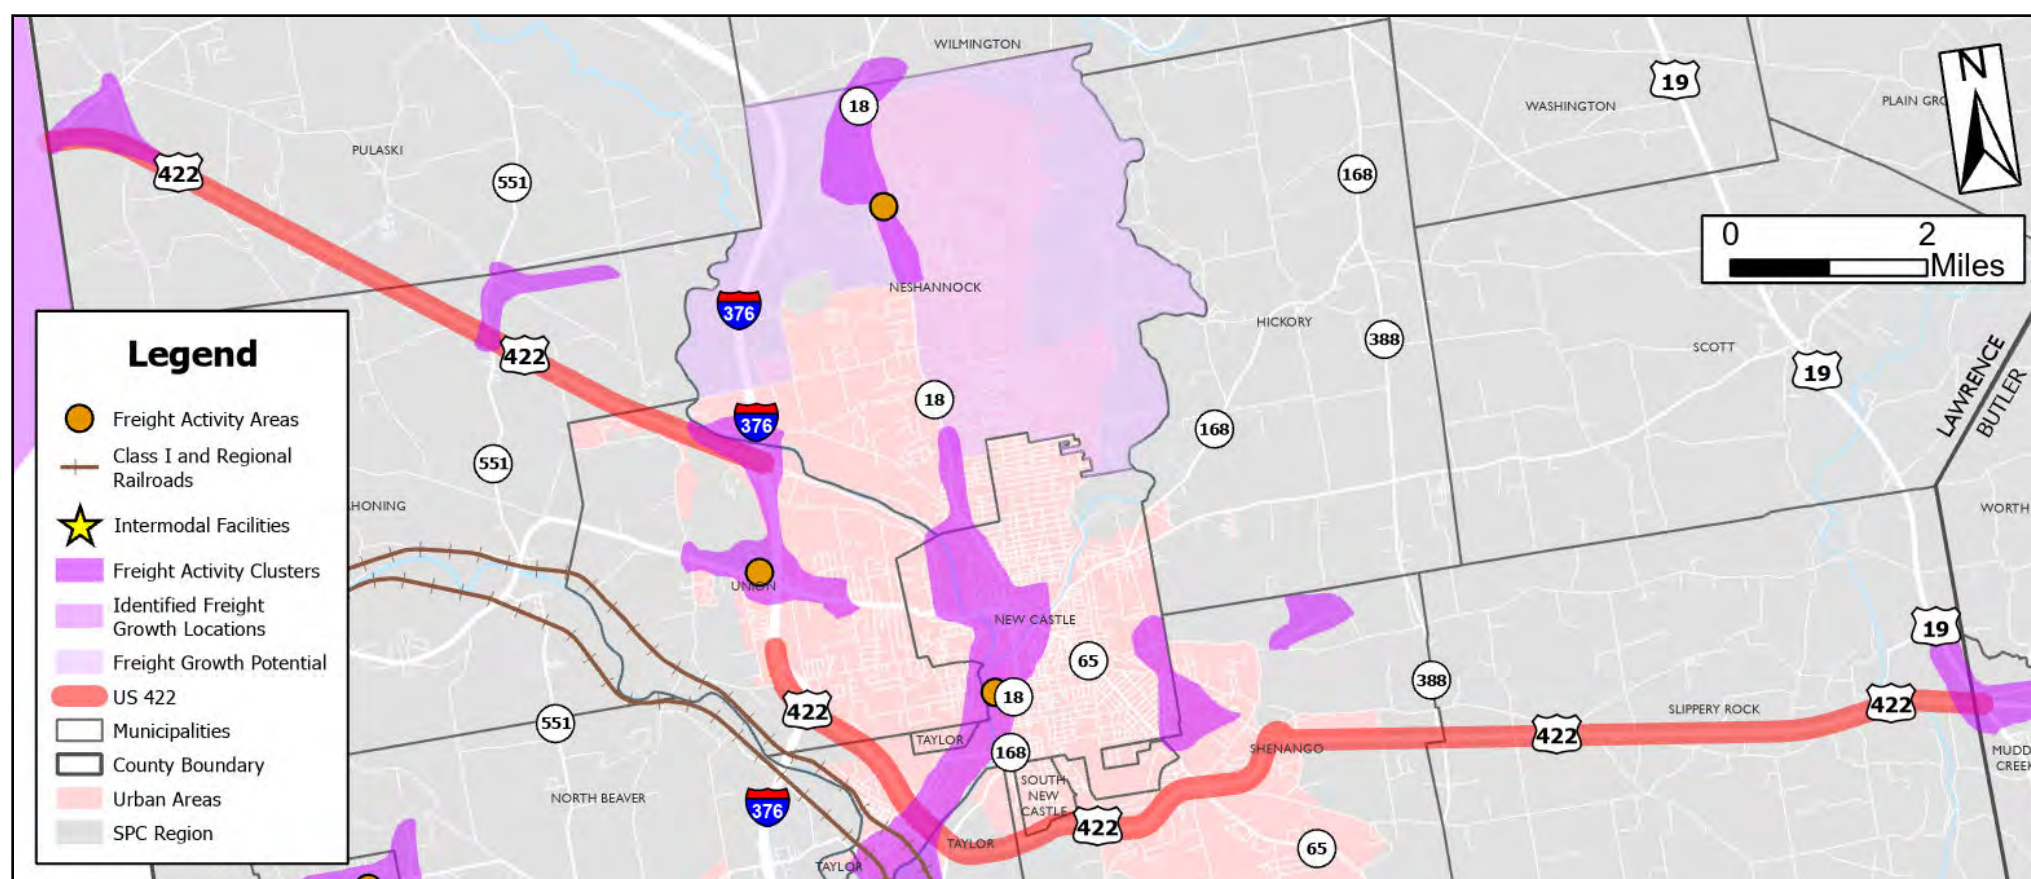 WILMINGTON
N
18
19
WASHINGTON
PLAIN GRO
PULASKI
422
551
168
0 2
Miles
NESHANNOCK
376
HICKORY
388
SCOTT
19
LAWRENCE
BUTLER
422
376
18
168
551
AHONING
WORTH
UNION
NEW CASTLE
65
18
19
388
422
551
422
SLIPPERY ROCK
422
TAYLOR
168
SHENANGO
MUDD
CREEK
SOUTH
NEW
CASTLE
NORTH BEAVER
376
422
TAYLOR
65
TAYLOR
Legend
Freight Activity Areas
Class I and Regional
Railroads
Intermodal Facilities
Freight Activity Clusters
Identified Freight
Growth Locations
Freight Growth Potential
US 422
Municipalities
County Boundary
Urban Areas
SPC Region